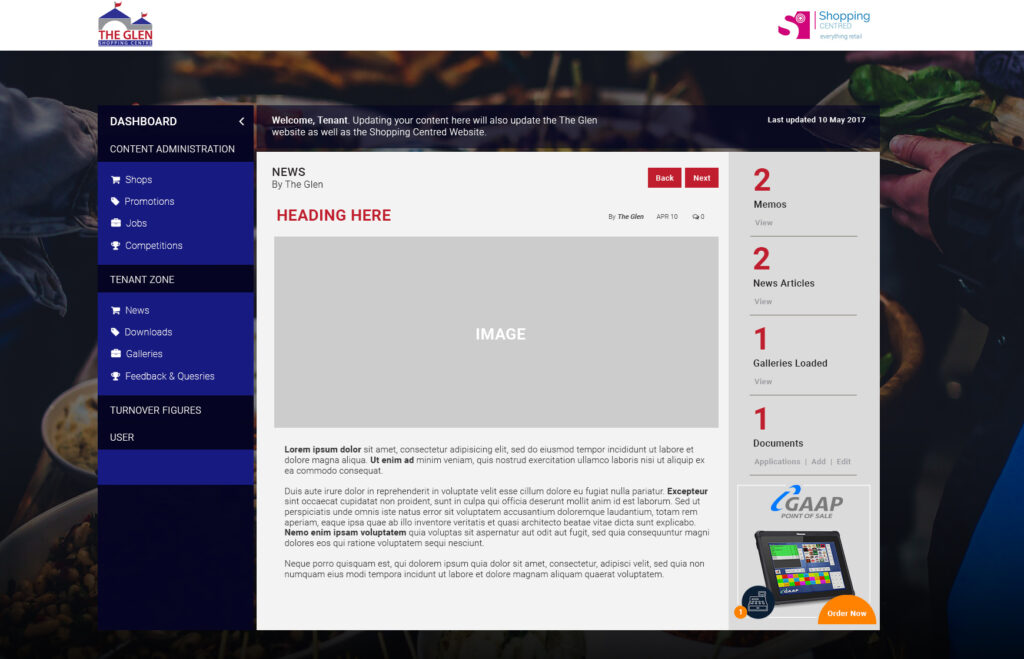 THE GLEN
SHOPPING CENTRE
Shopping
CENTRED
everything retail
DASHBOARD
CONTENT ADMINISTRATION
Shops
Promotions
Jobs
Competitions
TENANT ZONE
News
Downloads
Galleries
Feedback & Quesries
TURNOVER FIGURES
USER
Welcome, Tenant. Updating your content here will also update the The Glen
website as well as the Shopping Centred Website.
Last updated 10 May 2017
NEWS
By The Glen
Back
Next
HEADING HERE
By The Glen APR 10 0
IMAGE
Lorem ipsum dolor sit amet, consectetur adipisicing elit, sed do eiusmod tempor incididunt ut labore et
dolore magna aliqua. Ut enim ad minim veniam, quis nostrud exercitation ullamco laboris nisi ut aliquip ex
ea commodo consequat.
Duis aute irure dolor in reprehenderit in voluptate velit esse cillum dolore eu fugiat nulla pariatur. Excepteur
sint occaecat cupidatat non proident, sunt in culpa qui officia deserunt mollit anim id est laborum. Sed ut
perspiciatis unde omnis iste natus error sit voluptatem accusantium doloremque laudantium, totam rem
aperiam, eaque ipsa quae ab illo inventore veritatis et quasi architecto beatae vitae dicta sunt explicabo.
Nemo enim ipsam voluptatem quia voluptas sit aspernatur aut odit aut fugit, sed quia consequuntur magni
dolores eos qui ratione voluptatem sequi nesciunt.
Neque porro quisquam est, qui dolorem ipsum quia dolor sit amet, consectetur, adipisci velit, sed quia non
numquam eius modi tempora incidunt ut labore et dolore magnam aliquam quaerat voluptatem.
2
Memos
View
2
News Articles
View
1
Galleries Loaded
View
1
Documents
Applications | Add | Edit
GAAP
POINT OF SALE
1
Order Now